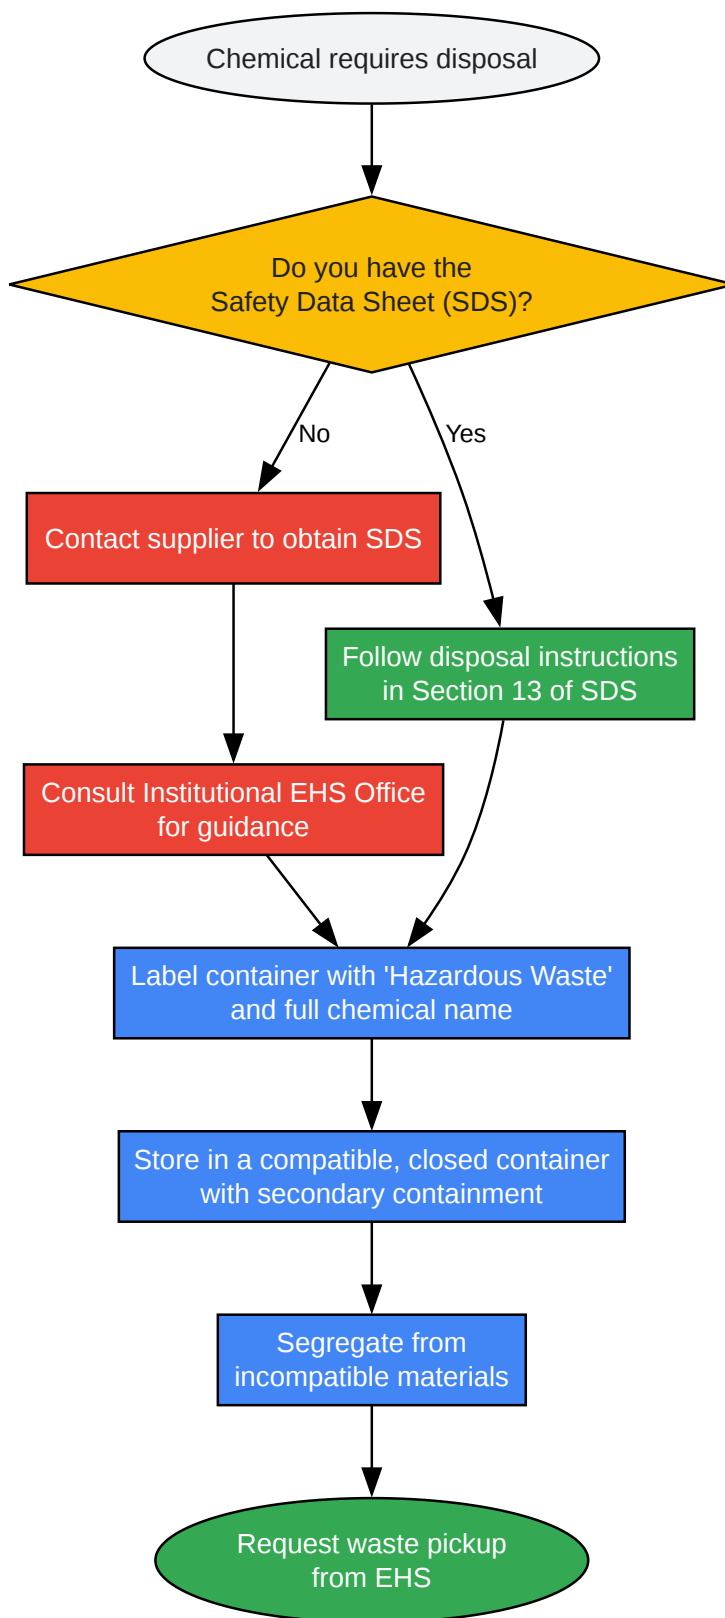 Chemical requires disposal
Do you have the
Safety Data Sheet (SDS)?
No
Yes
Contact supplier to obtain SDS
Follow disposal instructions
in Section 13 of SDS
Consult Institutional EHS Office
for guidance
Label container with 'Hazardous Waste'
and full chemical name
Store in a compatible, closed container
with secondary containment
Segregate from
incompatible materials
Request waste pickup
from EHS